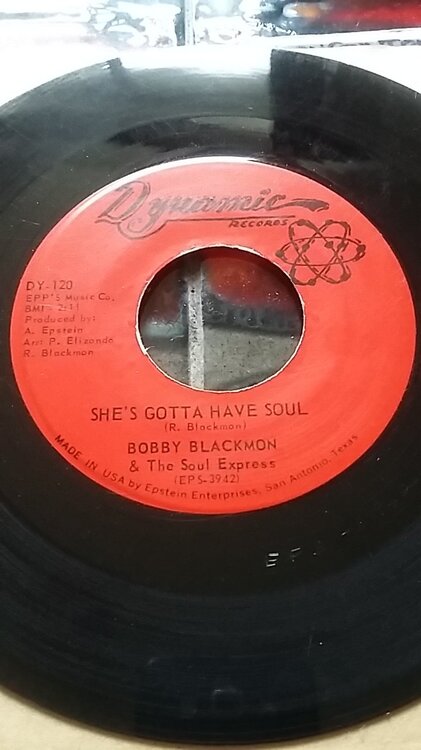 Dynamic
RECORDS
DY-120
EPP'S Music Co.
BMI - 2:11
Produced by:
A. Epstein
Arr: P. Elizondo
R. Blackmon
SHE'S GOTTA HAVE SOUL
(R. Blackmon)
BOBBY BLACKMON
& The Soul Express
(EPS-3942)
MADE IN USA by Epstein Enterprises, San Antonio, Texas